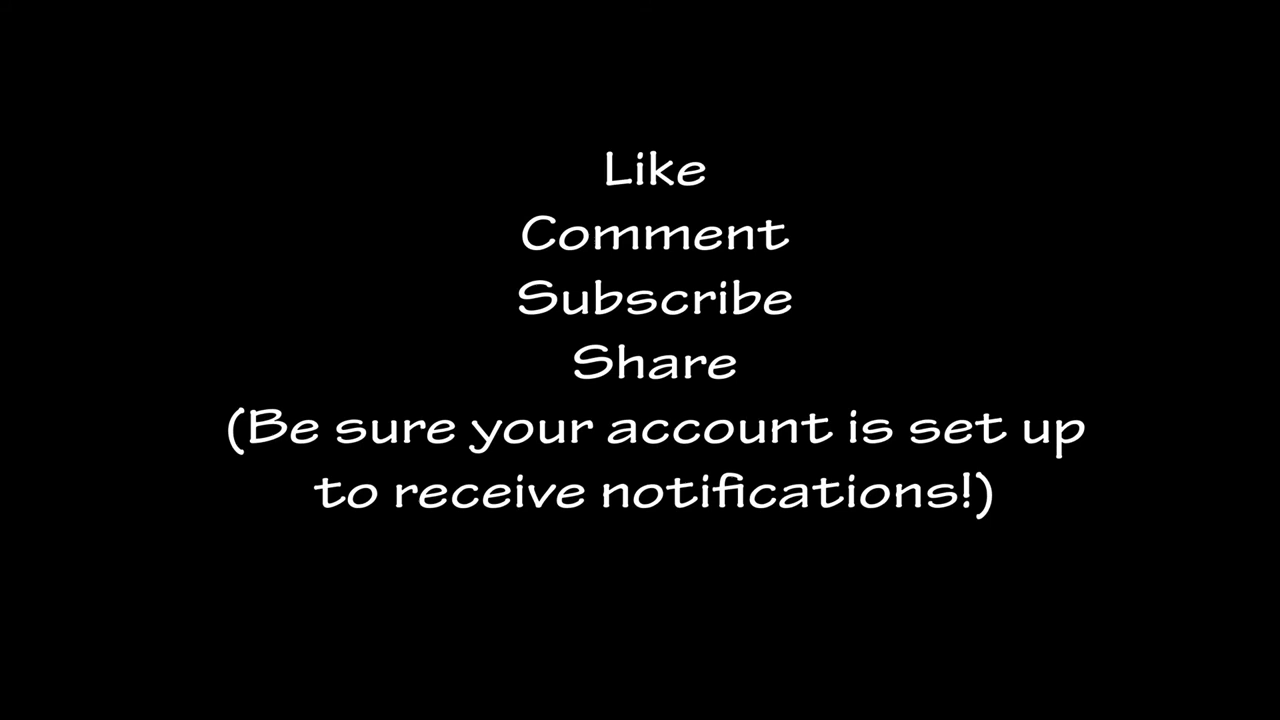 Like
Comment
Subscribe
Share
(Be sure your account is set up
to receive notifications!)